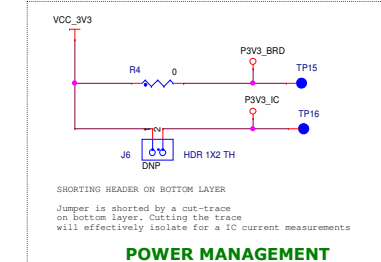 VCC_3V3
P3V3_BRD
R4 0
TP15
P3V3_IC
TP16
1 2
J6 HDR 1X2 TH
DNP
SHORTING HEADER ON BOTTOM LAYER
Jumper is shorted by a cut-trace
on bottom layer. Cutting the trace
will effectively isolate for a IC current measurements
POWER MANAGEMENT